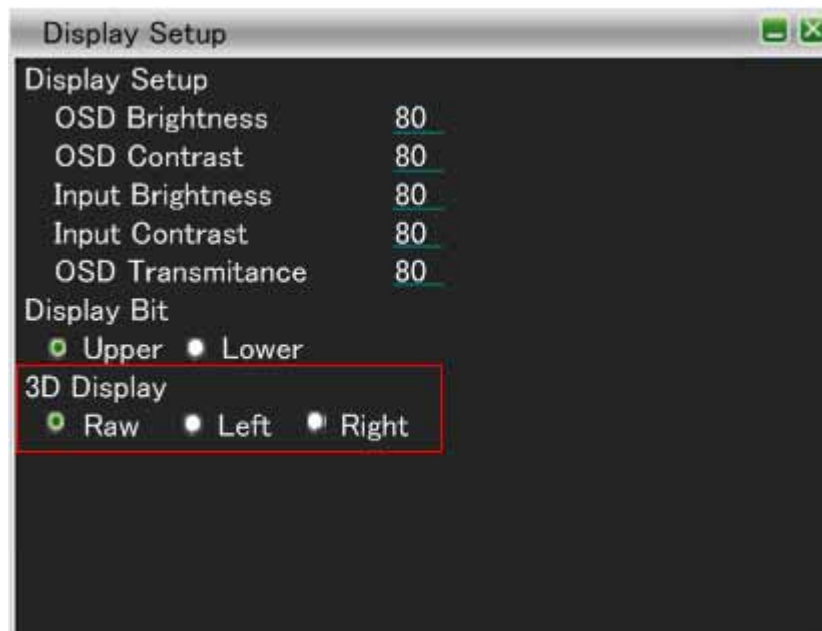 Display Setup
Display Setup
OSD Brightness 80
OSD Contrast 80
Input Brightness 80
Input Contrast 80
OSD Transmitance 80
Display Bit
Upper Lower
3D Display
Raw Left Right